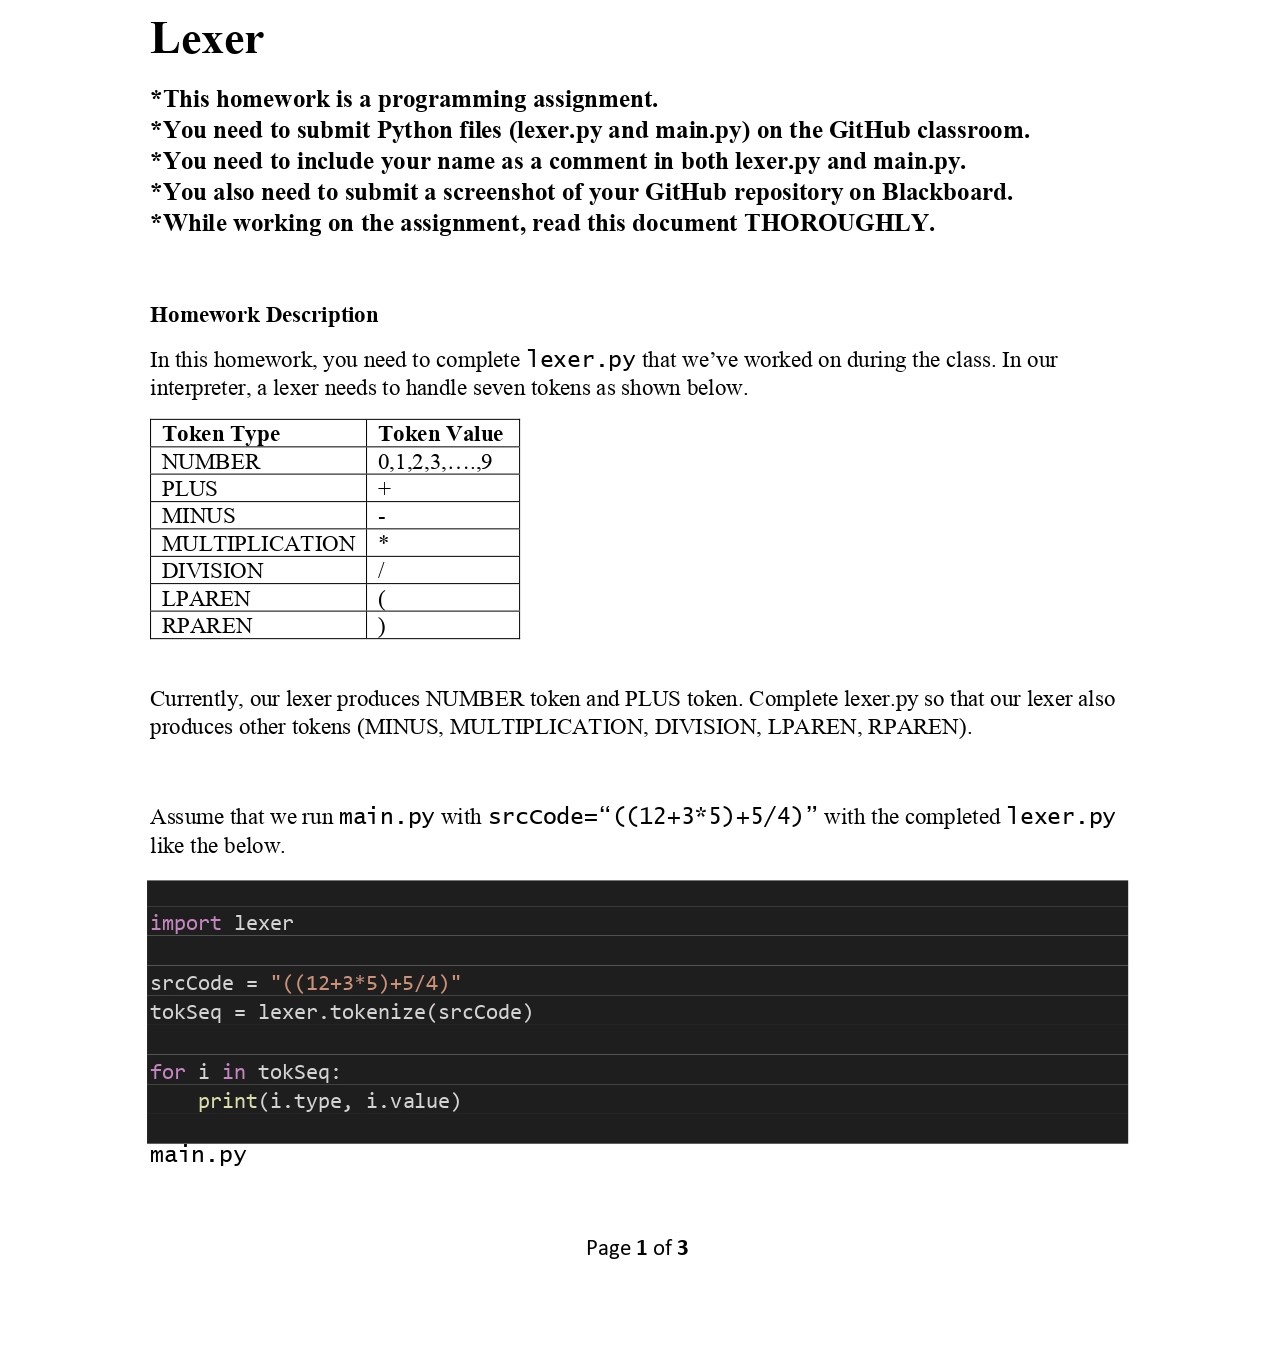 Lexer
*This homework is a programming assignment.
*You need to submit Python files (lexer.py and main.py) on the GitHub classroom.
*You need to include your name as a comment in both lexer.py and main.py.
*You also need to submit a screenshot of your GitHub repository on Blackboard.
*While working on the assignment, read this document THOROUGHLY.
Homework Description
In this homework, you need to complete lexer.py that we’ve worked on during the class. In our
interpreter, a lexer needs to handle seven tokens as shown below.
Token Type Token Value
NUMBER 0,1,2,3,….,9
PLUS +
MINUS -
MULTIPLICATION *
DIVISION /
LPAREN (
RPAREN )
Currently, our lexer produces NUMBER token and PLUS token. Complete lexer.py so that our lexer also
produces other tokens (MINUS, MULTIPLICATION, DIVISION, LPAREN, RPAREN).
Assume that we run main.py with srcCode=“((12+3*5)+5/4)” with the completed lexer.py
like the below.
import lexer
srcCode = "((12+3*5)+5/4)"
tokSeq = lexer.tokenize(srcCode)
for i in tokSeq:
    print(i.type, i.value)
main.py
Page 1 of 3